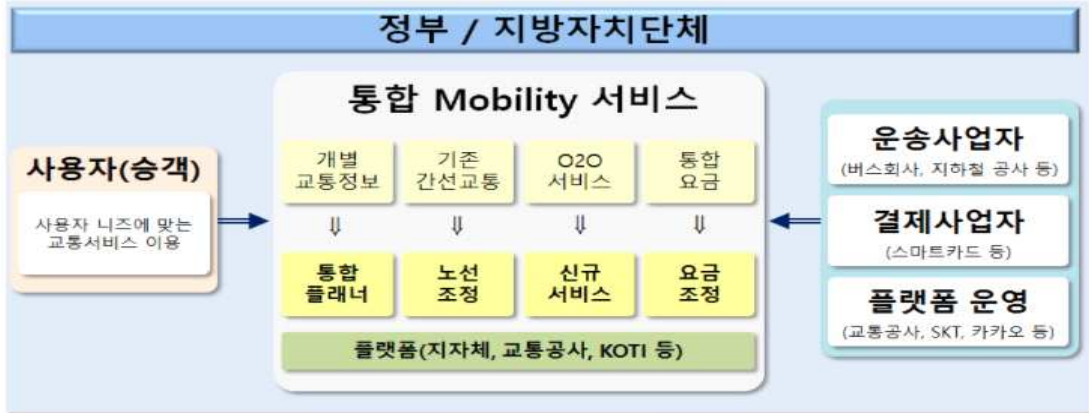 정부 / 지방자치단체
통합 Mobility 서비스
사용자(승객)
사용자 니즈에 맞는
교통서비스 이용
개별
교통정보
기존
간선교통
O2O
서비스
통합
요금
⇓ ⇓ ⇓ ⇓
통합
플래너
노선
조정
신규
서비스
요금
조정
플랫폼(지자체, 교통공사, KOTI 등)
운송사업자
(버스회사, 지하철 공사 등)
결제사업자
(스마트카드 등)
플랫폼 운영
(교통공사, SKT, 카카오 등)